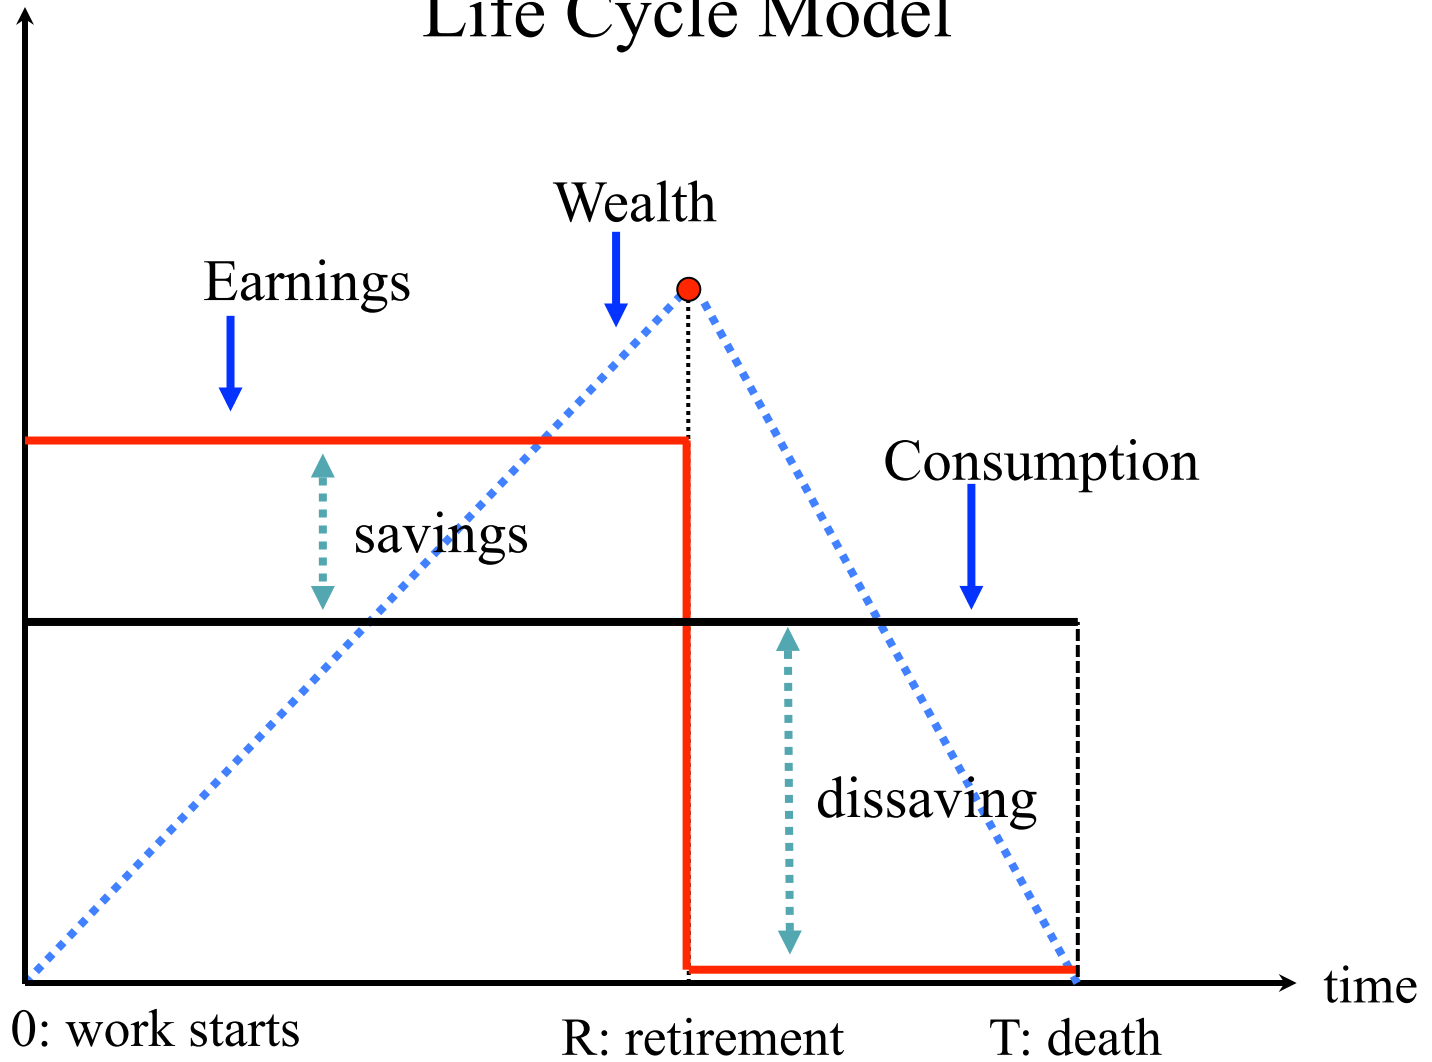 Life Cycle Model
Wealth
Earnings
Consumption
savings
dissaving
time
0: work starts
R: retirement
T: death